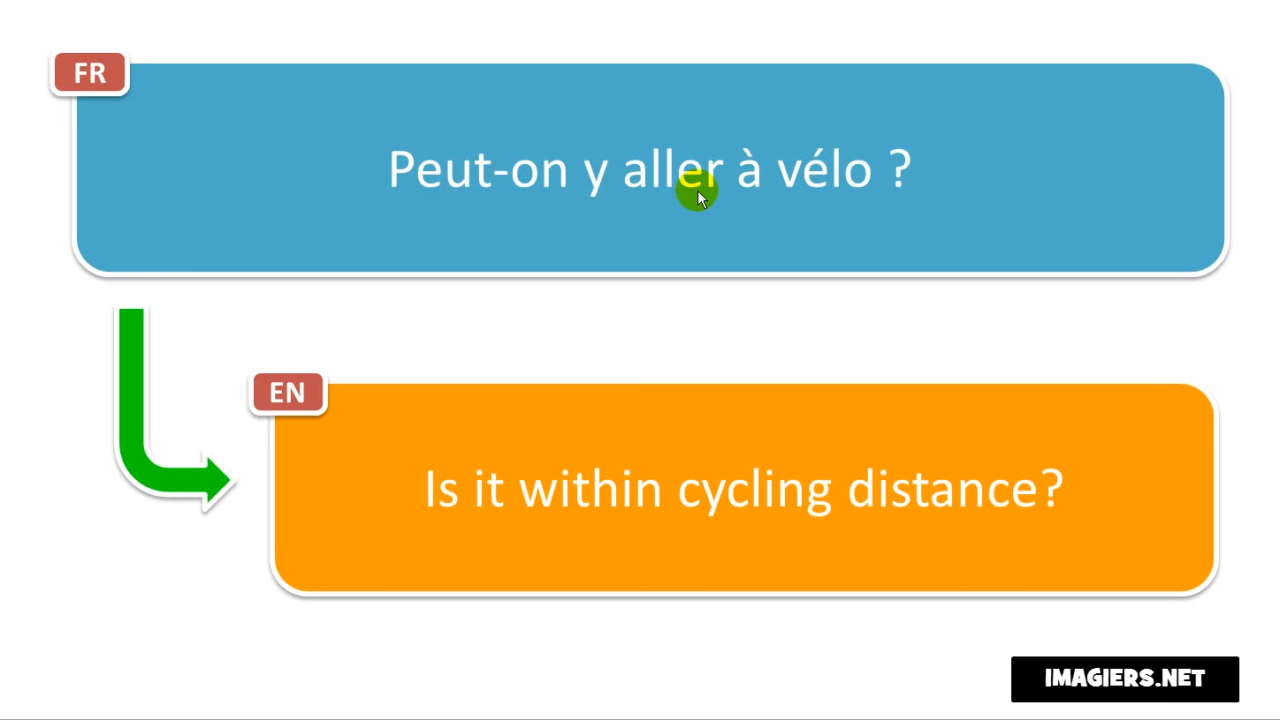 FR
Peut-on y aller à vélo ?
EN
Is it within cycling distance?
IMAGIERS.NET